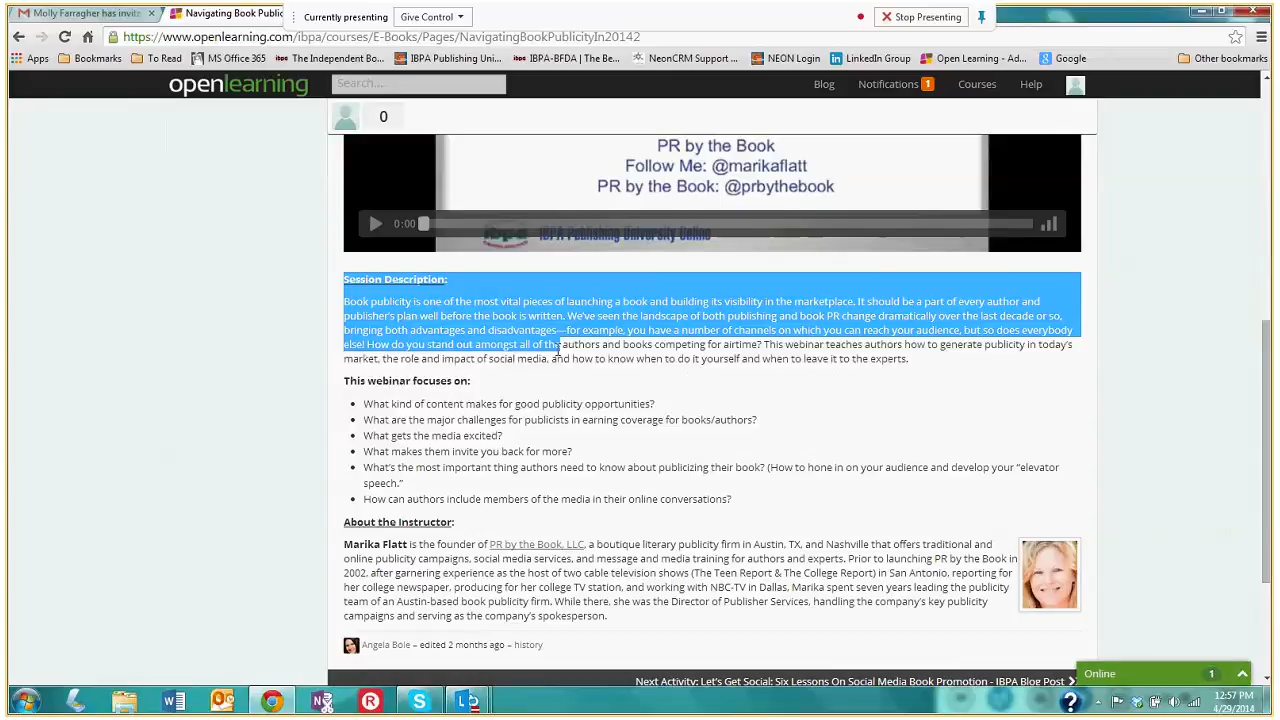 Molly Farragher has invit
Navigating Book Public
Currently presenting
Give Control
Stop Presenting
https://www.openlearning.com/ibpa/courses/E-Books/Pages/NavigatingBookPublicityIn20142
Apps
Bookmarks
To Read
MS Office 365
The Independent Bo...
IBPA Publishing Uni...
IBPA-BFDA | The Be...
NeonCRM Support ...
NEON Login
LinkedIn Group
Open Learning - Ad...
Google
Other bookmarks
openlearning
Search...
Blog
Notifications 1
Courses
Help
0
PR by the Book
Follow Me: @marikaflatt
PR by the Book: @prbythebook
0:00
IBPA Publishing University Online
Session Description:
Book publicity is one of the most vital pieces of launching a book and building its visibility in the marketplace. It should be a part of every author and
publisher's plan well before the book is written. We've seen the landscape of both publishing and book PR change dramatically over the last decade or so,
bringing both advantages and disadvantages—for example, you have a number of channels on which you can reach your audience, but so does everybody
else! How do you stand out amongst all of the authors and books competing for airtime? This webinar teaches authors how to generate publicity in today's
market, the role and impact of social media, and how to know when to do it yourself and when to leave it to the experts.
This webinar focuses on:
• What kind of content makes for good publicity opportunities?
• What are the major challenges for publicists in earning coverage for books/authors?
• What gets the media excited?
• What makes them invite you back for more?
• What's the most important thing authors need to know about publicizing their book? (How to hone in on your audience and develop your "elevator
speech."
• How can authors include members of the media in their online conversations?
About the Instructor:
Marika Flatt is the founder of PR by the Book, LLC, a boutique literary publicity firm in Austin, TX, and Nashville that offers traditional and
online publicity campaigns, social media services, and message and media training for authors and experts. Prior to launching PR by the Book in
2002, after garnering experience as the host of two cable television shows (The Teen Report & The College Report) in San Antonio, reporting for
her college newspaper, producing for her college TV station, and working with NBC-TV in Dallas, Marika spent seven years leading the publicity
team of an Austin-based book publicity firm. While there, she was the Director of Publisher Services, handling the company's key publicity
campaigns and serving as the company's spokesperson.
Angela Bole – edited 2 months ago – history
Next Activity: Let's Get Social: Six Lessons On Social Media Book Promotion - IBPA Blog Post
Online 1
12:57 PM
4/29/2014